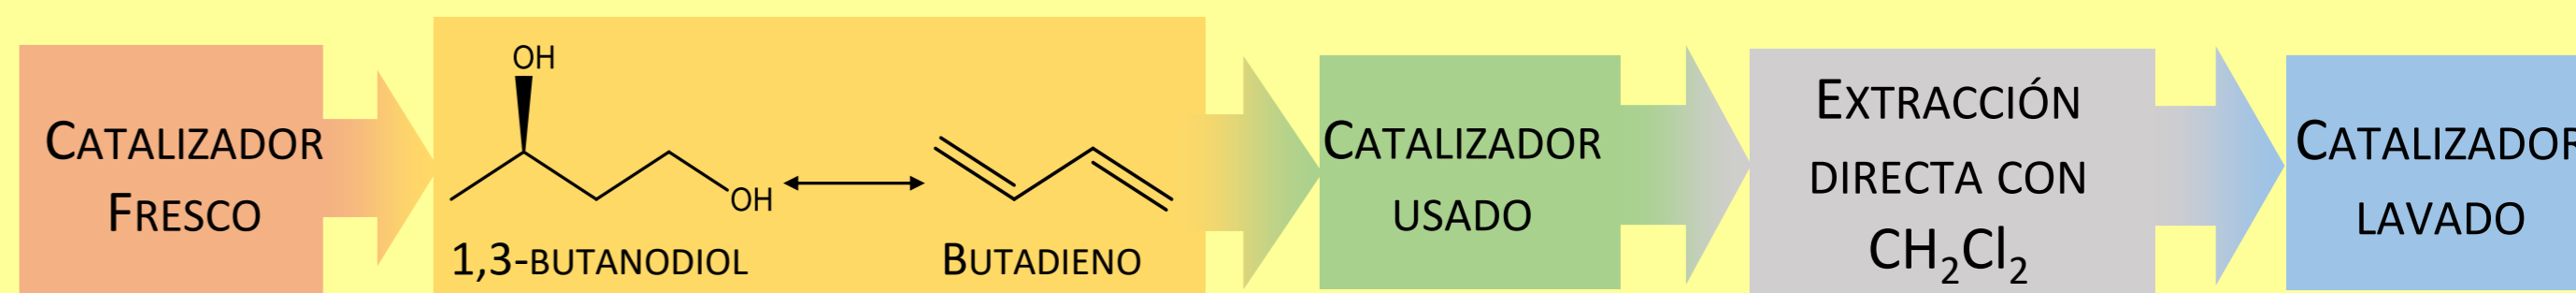 CATALIZADOR
FRESCO
OH
OH
1,3-BUTANODIOL
BUTADIENO
CATALIZADOR
USADO
EXTRACCIÓN
DIRECTA CON
CH₂Cl₂
CATALIZADOR
LAVADO